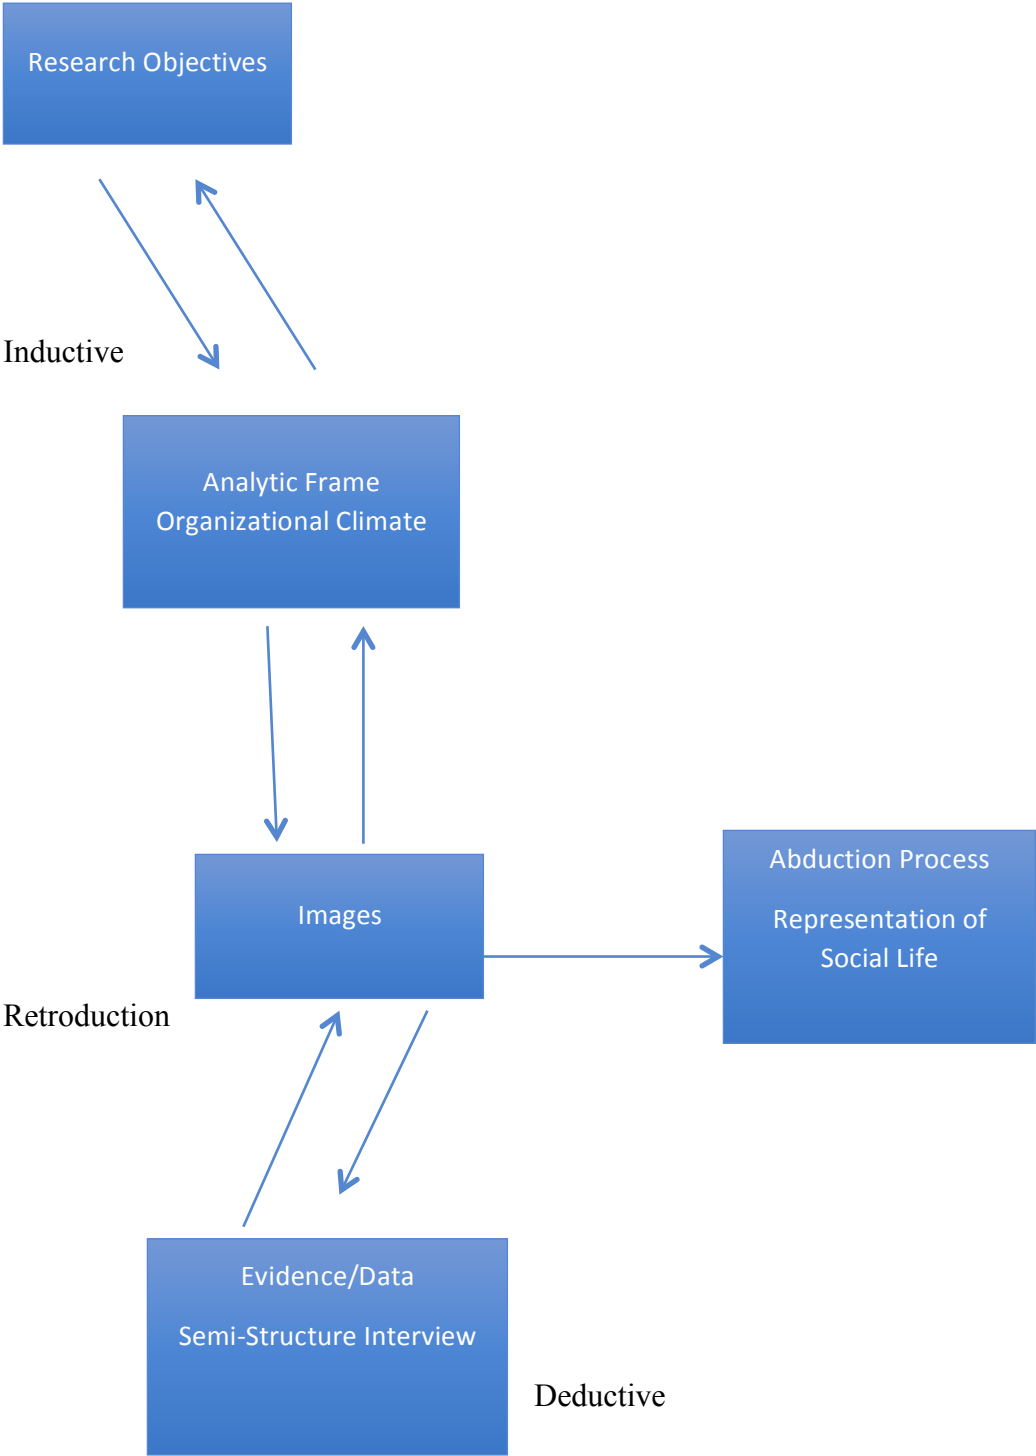 Research Objectives
Inductive
Analytic Frame
Organizational Climate
Images
Abduction Process
Representation of
Social Life
Retroduction
Evidence/Data
Semi-Structure Interview
Deductive